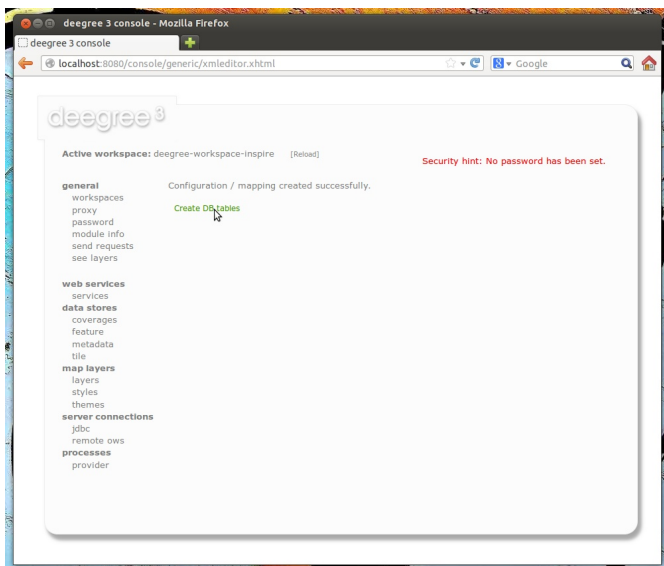 deegree 3 console - Mozilla Firefox
deegree 3 console
localhost:8080/console/generic/xmleditor.xhtml
Google
deegree 3
Active workspace: deegree-workspace-inspire [Reload]
Security hint: No password has been set.
general
workspaces
proxy
password
module info
send requests
see layers
web services
services
data stores
coverages
feature
metadata
tile
map layers
layers
styles
themes
server connections
jdbc
remote ows
processes
provider
Configuration / mapping created successfully.
Create DB tables